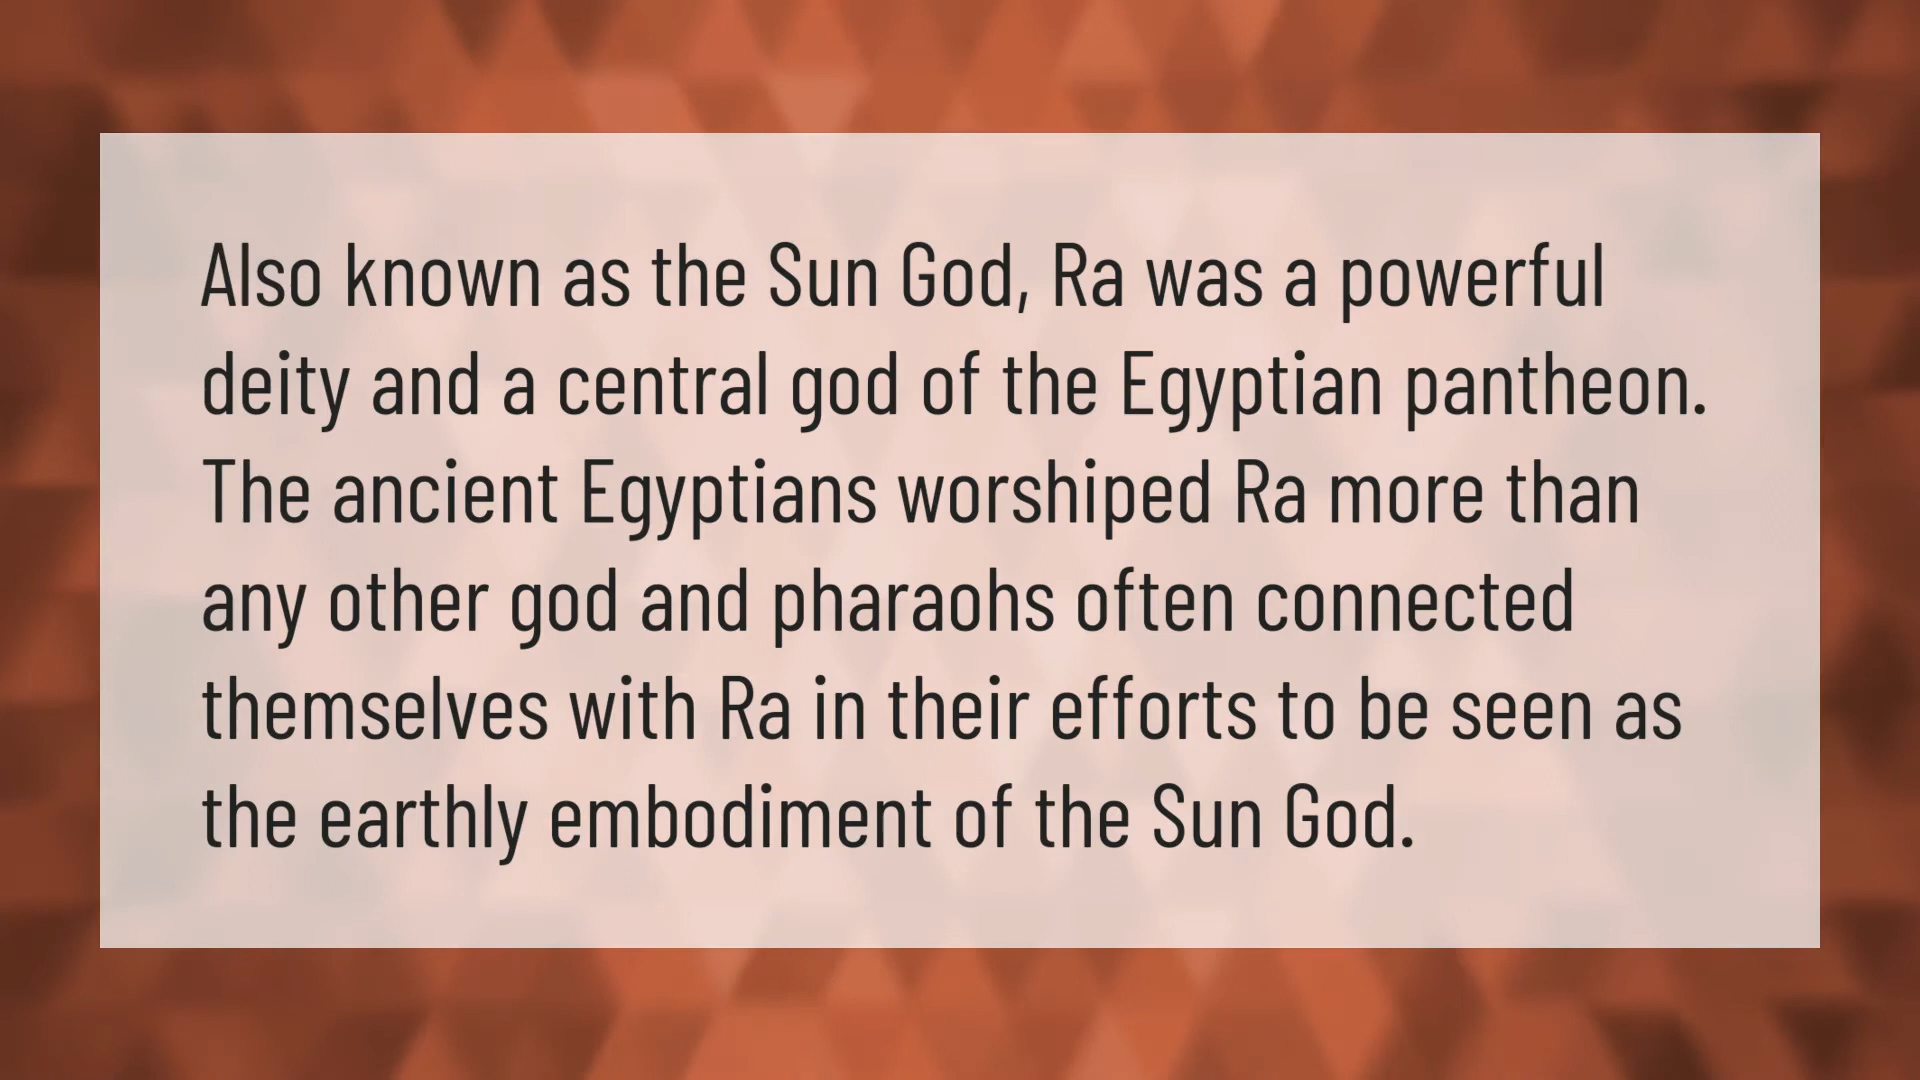 Also known as the Sun God, Ra was a powerful
deity and a central god of the Egyptian pantheon.
The ancient Egyptians worshiped Ra more than
any other god and pharaohs often connected
themselves with Ra in their efforts to be seen as
the earthly embodiment of the Sun God.